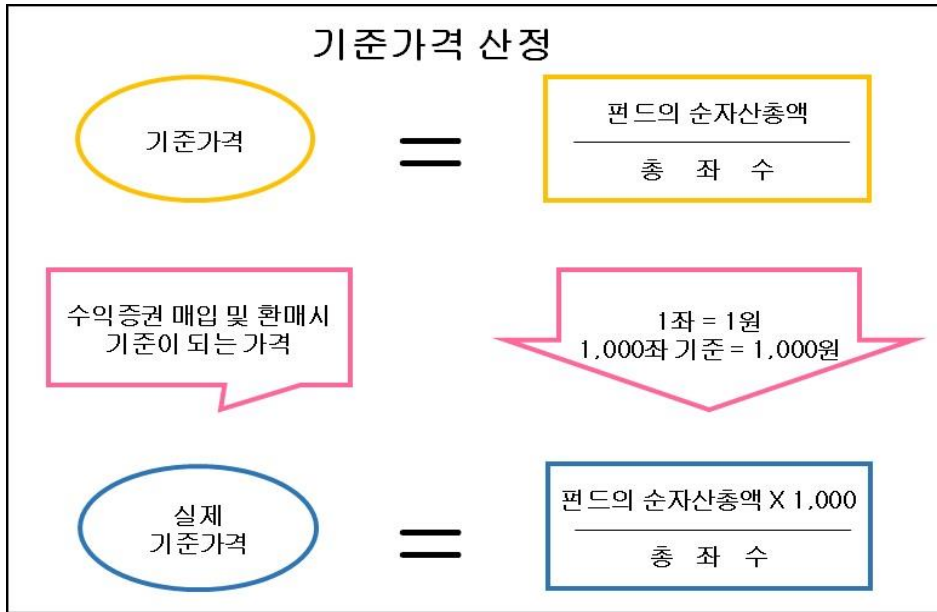 기준가격 산정
기준가격
=
펀드의 순자산총액
총 좌 수
수익증권 매입 및 환매시
기준이 되는 가격
1좌 = 1원
1,000좌 기준 = 1,000원
실제
기준가격
=
펀드의 순자산총액 X 1,000
총 좌 수